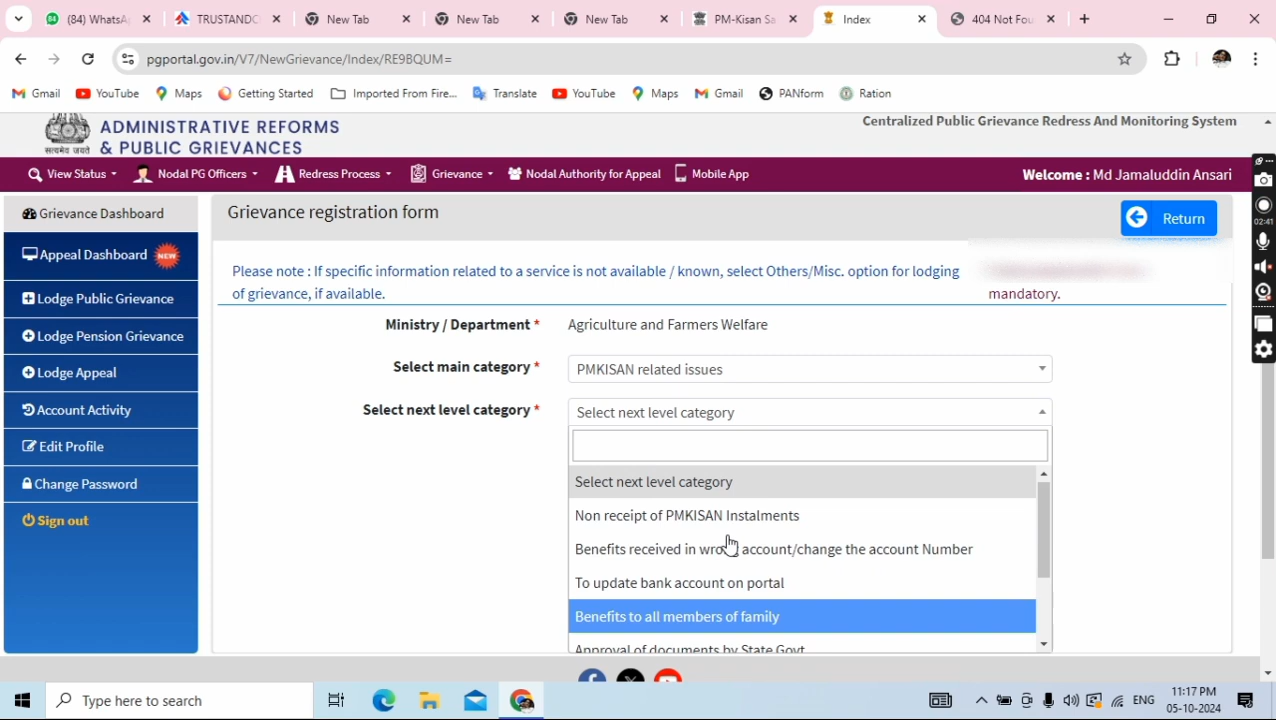 (84) WhatsA
TRUSTANDC
New Tab
New Tab
New Tab
PM-Kisan Sa
Index
404 Not Fou
pgportal.gov.in/V7/NewGrievance/Index/RE9BQUM=
Gmail
YouTube
Maps
Getting Started
Imported From Fire...
Translate
YouTube
Maps
Gmail
PANform
Ration
ADMINISTRATIVE REFORMS
& PUBLIC GRIEVANCES
सत्यमेव जयते
Centralized Public Grievance Redress And Monitoring System
View Status
Nodal PG Officers
Redress Process
Grievance
Nodal Authority for Appeal
Mobile App
Welcome : Md Jamaluddin Ansari
Grievance Dashboard
Appeal Dashboard NEW
Lodge Public Grievance
Lodge Pension Grievance
Lodge Appeal
Account Activity
Edit Profile
Change Password
Sign out
Grievance registration form
Return
Please note : If specific information related to a service is not available / known, select Others/Misc. option for lodging
of grievance, if available.
mandatory.
Ministry / Department * Agriculture and Farmers Welfare
Select main category * PMKISAN related issues
Select next level category * Select next level category
Select next level category
Non receipt of PMKISAN Instalments
Benefits received in wrong account/change the account Number
To update bank account on portal
Benefits to all members of family
Approval of documents by State Govt
02:41
Type here to search
ENG
11:17 PM
05-10-2024